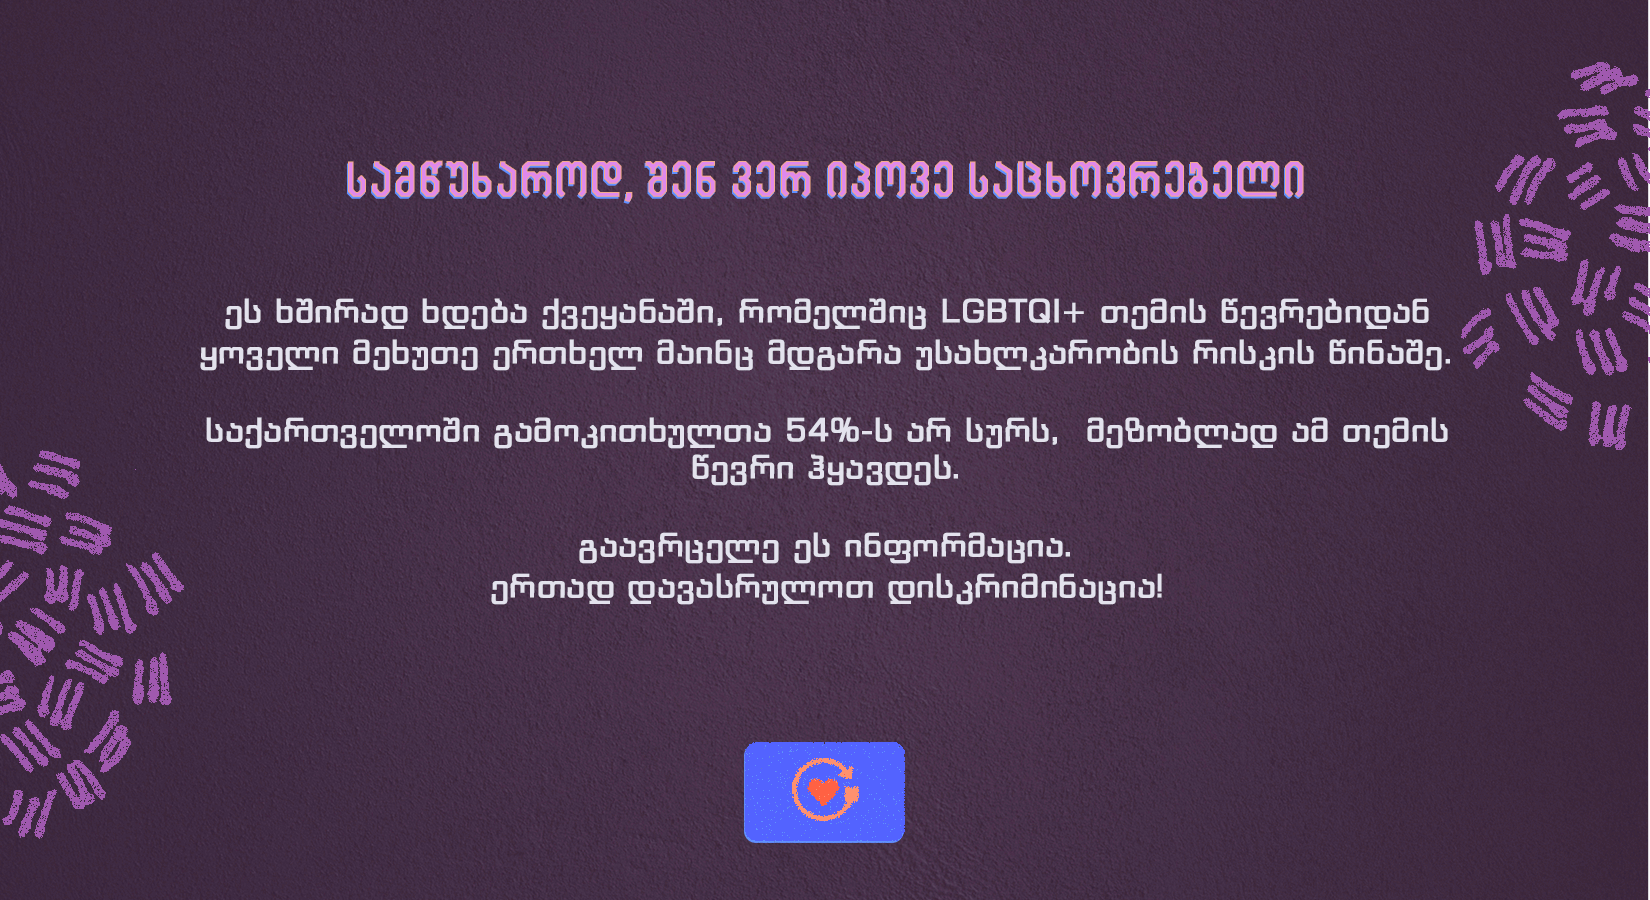 სამწუხაროდ, შენ ვერ იპოვე საცხოვრებელი
ეს ხშირად ხდება ქვეყანაში, რომელშიც LGBTQI+ თემის წევრებიდან
ყოველი მეხუთე ერთხელ მაინც მდგარა უსახლკარობის რისკის წინაშე.
საქართველოში გამოკითხულთა 54%-ს არ სურს, მეზობლად ამ თემის
წევრი ჰყავდეს.
გაავრცელე ეს ინფორმაცია.
ერთად დავასრულოთ დისკრიმინაცია!